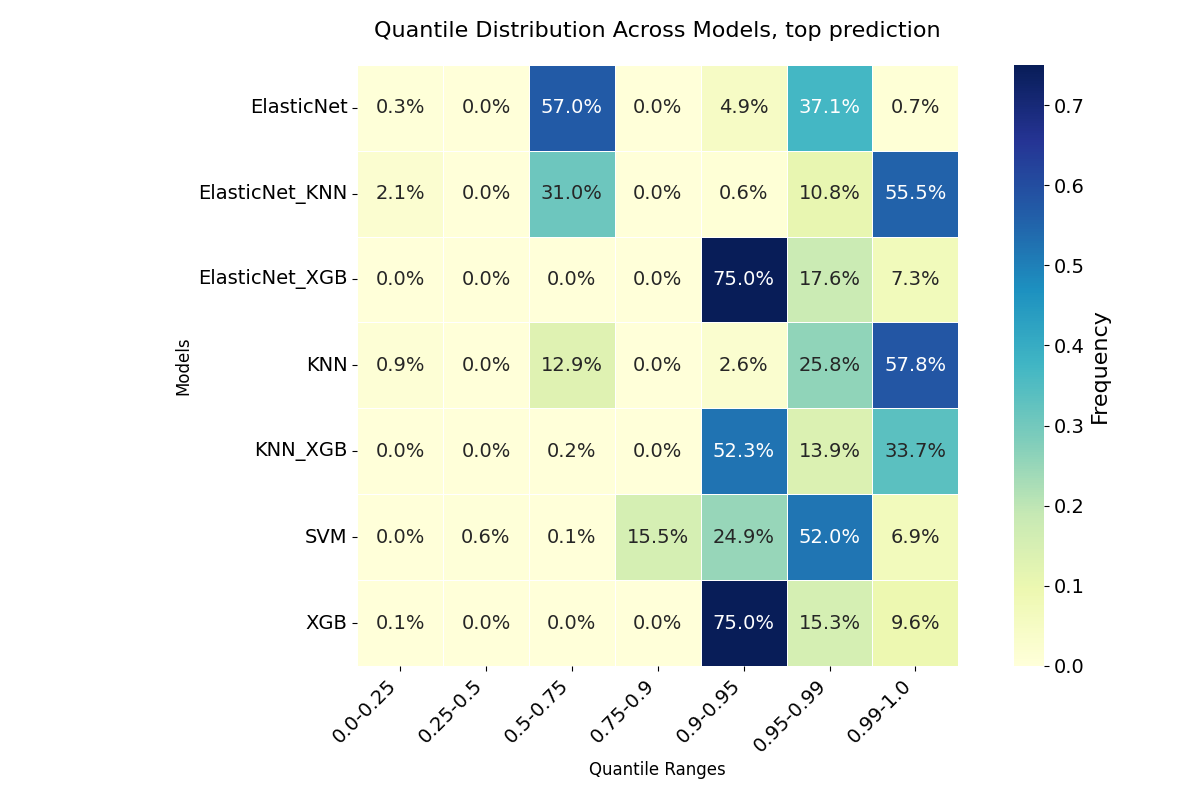 Quantile Distribution Across Models, top prediction
ElasticNet 0.3% 0.0% 57.0% 0.0% 4.9% 37.1% 0.7%
ElasticNet_KNN 2.1% 0.0% 31.0% 0.0% 0.6% 10.8% 55.5%
ElasticNet_XGB 0.0% 0.0% 0.0% 0.0% 75.0% 17.6% 7.3%
KNN 0.9% 0.0% 12.9% 0.0% 2.6% 25.8% 57.8%
KNN_XGB 0.0% 0.0% 0.2% 0.0% 52.3% 13.9% 33.7%
SVM 0.0% 0.6% 0.1% 15.5% 24.9% 52.0% 6.9%
XGB 0.1% 0.0% 0.0% 0.0% 75.0% 15.3% 9.6%
0.0-0.25 0.25-0.5 0.5-0.75 0.75-0.9 0.9-0.95 0.95-0.99 0.99-1.0
Quantile Ranges
Models
0.7
0.6
0.5
0.4
0.3
0.2
0.1
0.0
Frequency